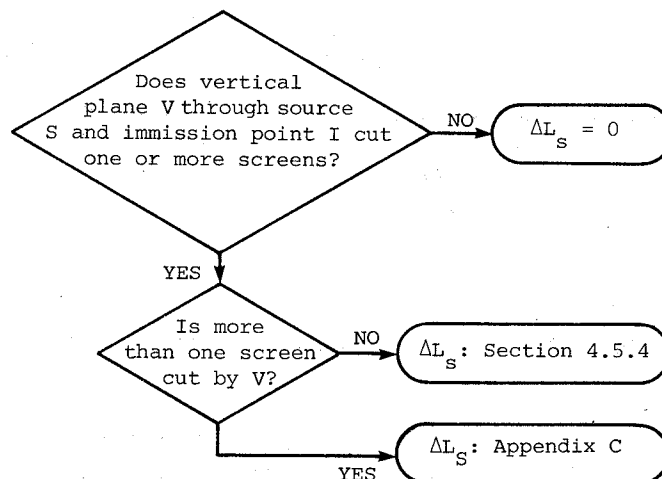 Does vertical
plane V through source
S and immission point I cut
one or more screens?
NO
ΔLs = 0
YES
Is more
than one screen
cut by V?
NO
ΔLs: Section 4.5.4
YES
ΔLS: Appendix C